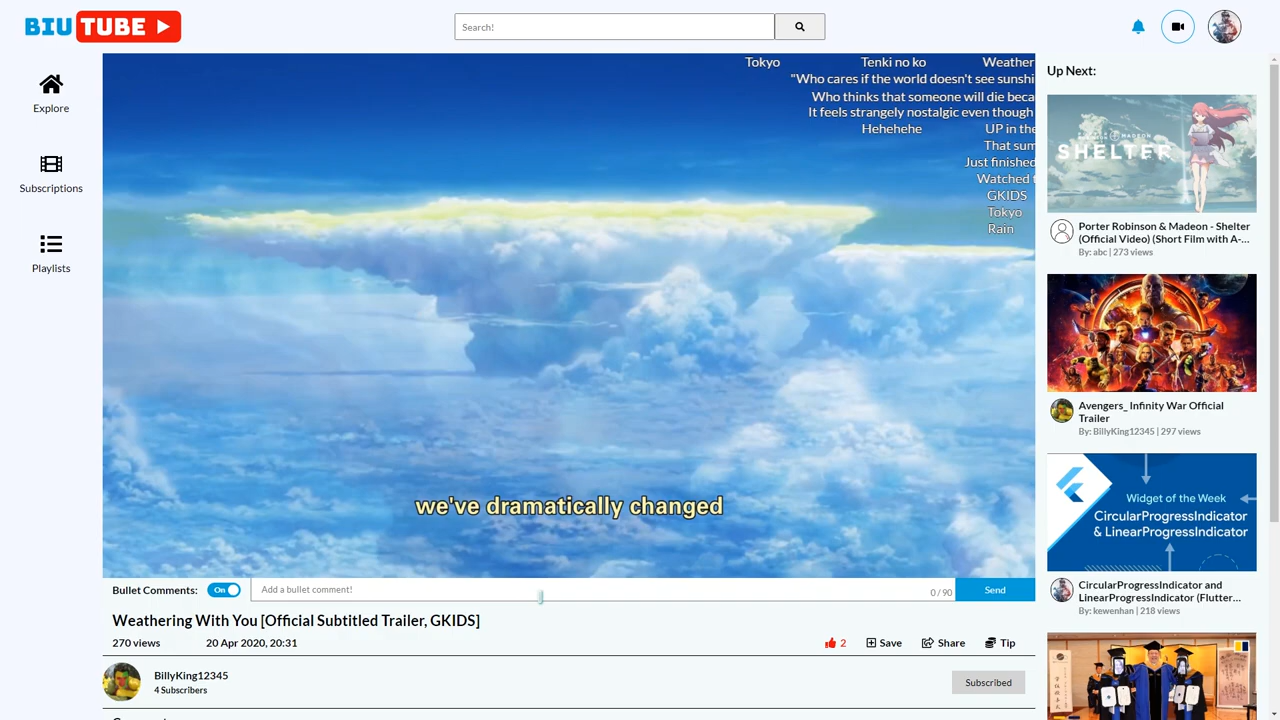 BIU TUBE
Search!
Explore
Subscriptions
Playlists
Tokyo Tenki no ko Weather
"Who cares if the world doesn't see sunshi
Who thinks that someone will die beca
It feels strangely nostalgic even though
Hehehehe UP in the
That sum
Just finished
Watched t
GKIDS
Tokyo
Rain
we've dramatically changed
Bullet Comments: On Add a bullet comment! 0 / 90 Send
Weathering With You [Official Subtitled Trailer, GKIDS]
270 views 20 Apr 2020, 20:31 2 Save Share Tip
BillyKing12345
4 Subscribers
Subscribed
Up Next:
PORTER ROBINSON & MADEON
SHELTER
Porter Robinson & Madeon - Shelter
(Official Video) (Short Film with A-...
By: abc | 273 views
Avengers_ Infinity War Official
Trailer
By: BillyKing12345 | 297 views
Widget of the Week
CircularProgressIndicator
& LinearProgressIndicator
CircularProgressIndicator and
LinearProgressIndicator (Flutter...
By: kewenhan | 218 views